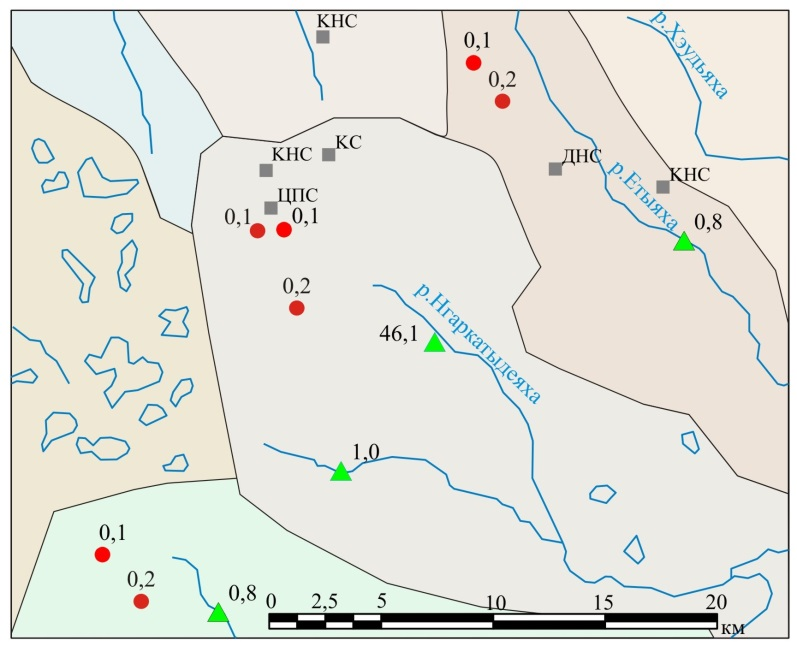 КНС
р.Хэудьяха
0,1
0,2
КНС
КС
ДНС
КНС
ЦПС
р.Етыяха
0,1
0,1
0,8
0,2
р.Нгаркатыдеяха
46,1
1,0
0,1
0,2
0,8
0 2,5 5 10 15 20
км